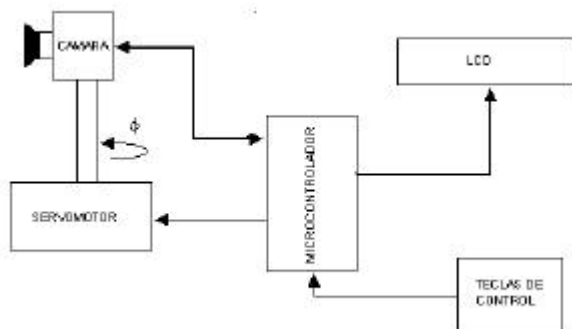 CAMARA
LCD
ϕ
MICROCONTROLADOR
SERVOMOTOR
TECLAS DE
CONTROL